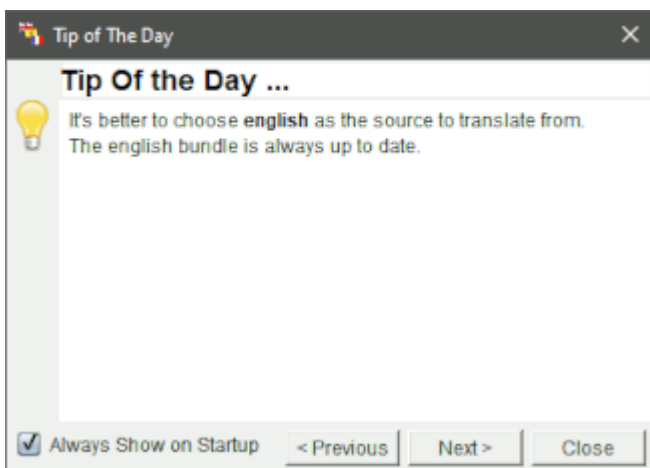 Tip of The Day
Tip Of the Day ...
It's better to choose english as the source to translate from.
The english bundle is always up to date.
Always Show on Startup
< Previous
Next >
Close